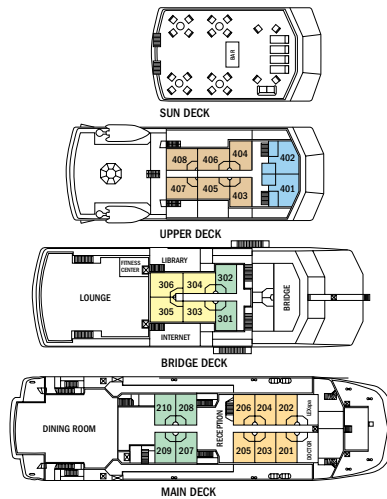 BAR
SUN DECK
408 406 404
402
407 405 403
401
UPPER DECK
FITNESS
CENTER
LIBRARY
302
306 304
LOUNGE
BRIDGE
305 303
301
INTERNET
BRIDGE DECK
210 208
206 204 202
DINING ROOM
RECEPTION
209 207
205 203 201
DOCTOR
MAIN DECK